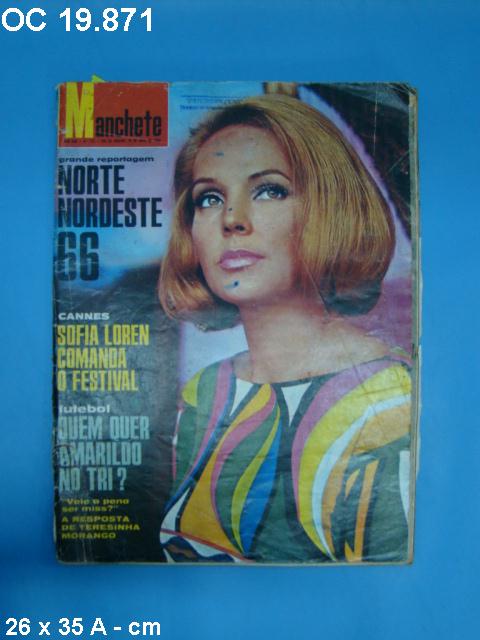 OC 19.871
Manchete
grande reportagem
NORTE
NORDESTE
66
CANNES
SOFIA LOREN
COMANDA
O FESTIVAL
futebol
QUEM QUER
AMARILDO
NO TRI?
"Vale a pena
ser miss?"
A RESPOSTA
DE TERESINHA
MORANGO
26 x 35 A - cm